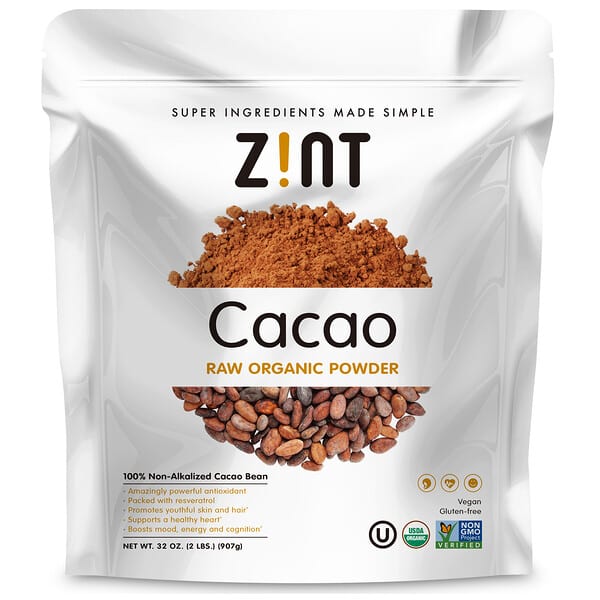 SUPER INGREDIENTS MADE SIMPLE
Z!NT
Cacao
RAW ORGANIC POWDER
100% Non-Alkalized Cacao Bean
· Amazingly powerful antioxidant
· Packed with resveratrol
· Promotes youthful skin and hair†
· Supports a healthy heart†
· Boosts mood, energy and cognition†
NET WT. 32 OZ. (2 LBS.) (907g)
Vegan
Gluten-free
U
USDA
ORGANIC
NON
GMO
Project
VERIFIED